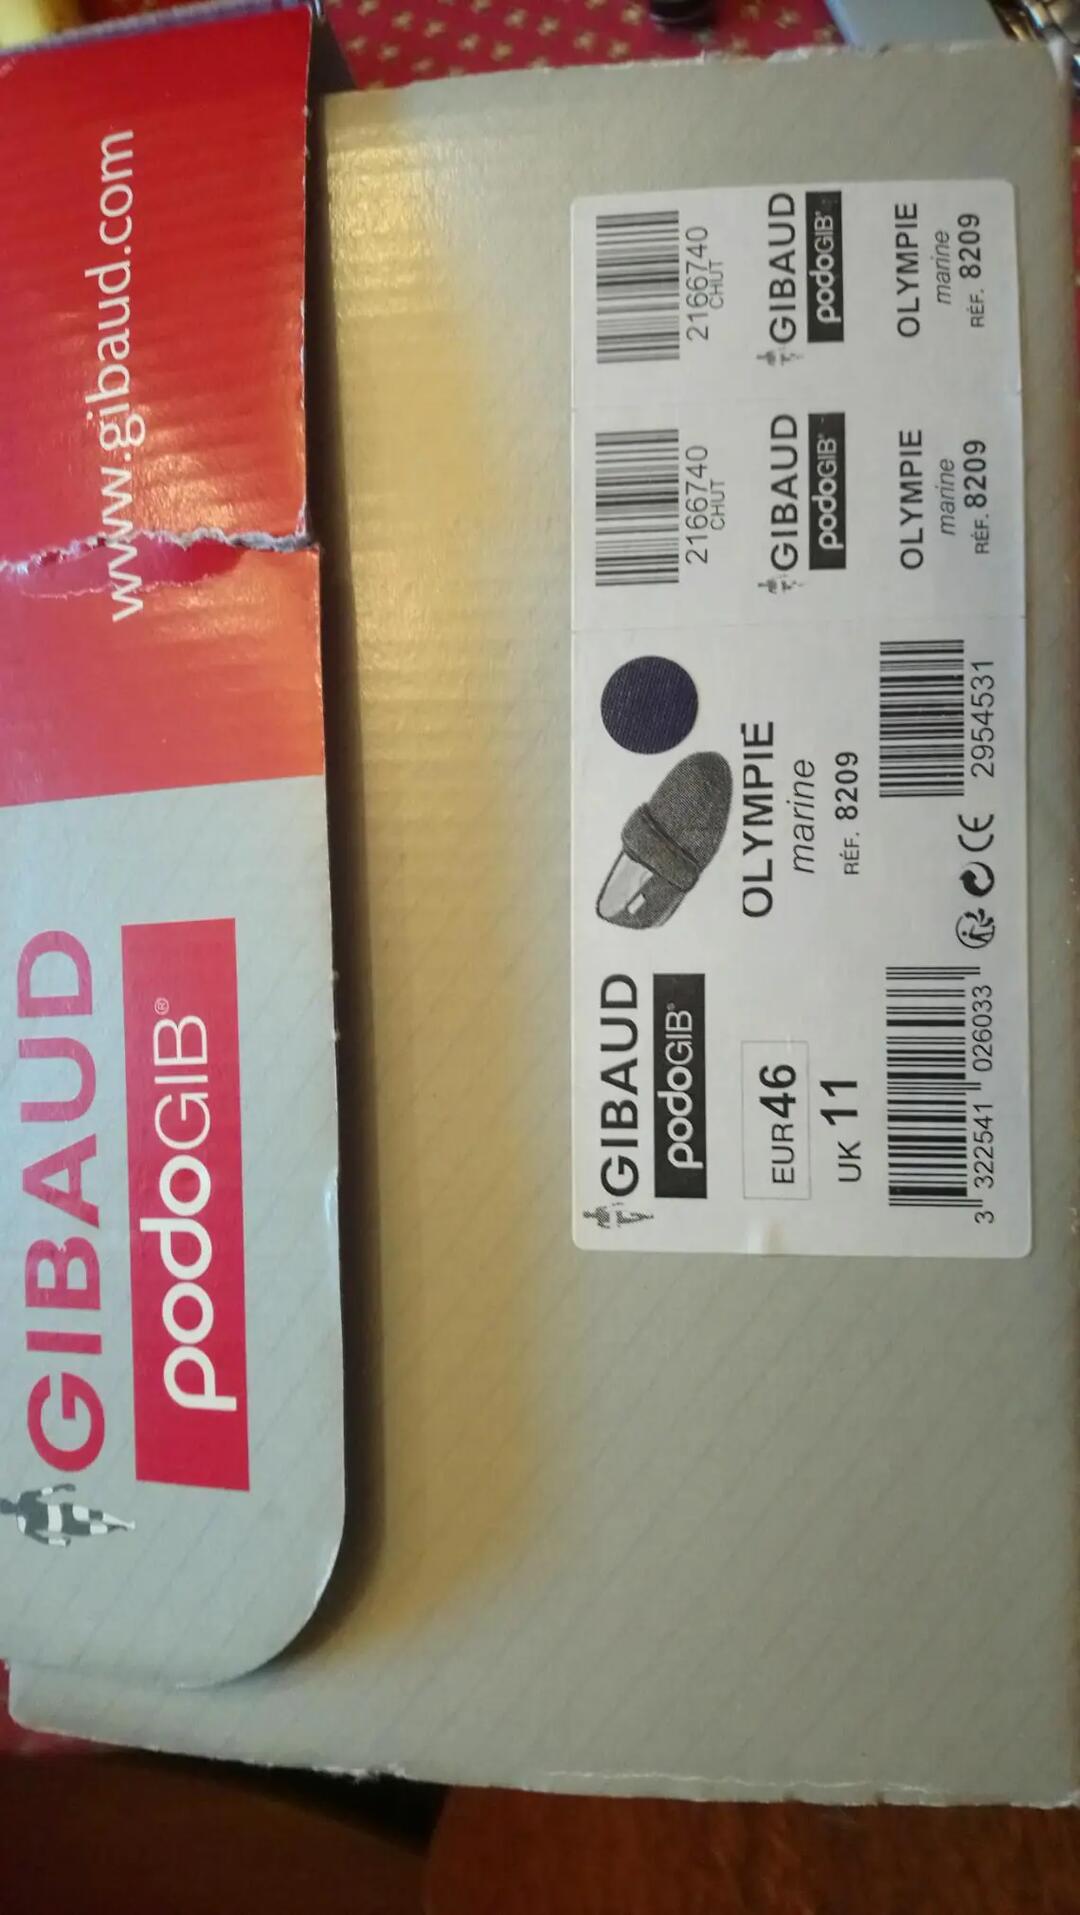 www.gibaud.com
GIBAUD
podoGIB®
GIBAUD
podoGIB®
EUR 46
UK 11
3 322541 026033
OLYMPIE
marine
RÉF. 8209
CE
2954531
2166740
CHUT
GIBAUD
podoGIB®
OLYMPIE
marine
RÉF. 8209
2166740
CHUT
GIBAUD
podoGIB®
OLYMPIE
marine
RÉF. 8209